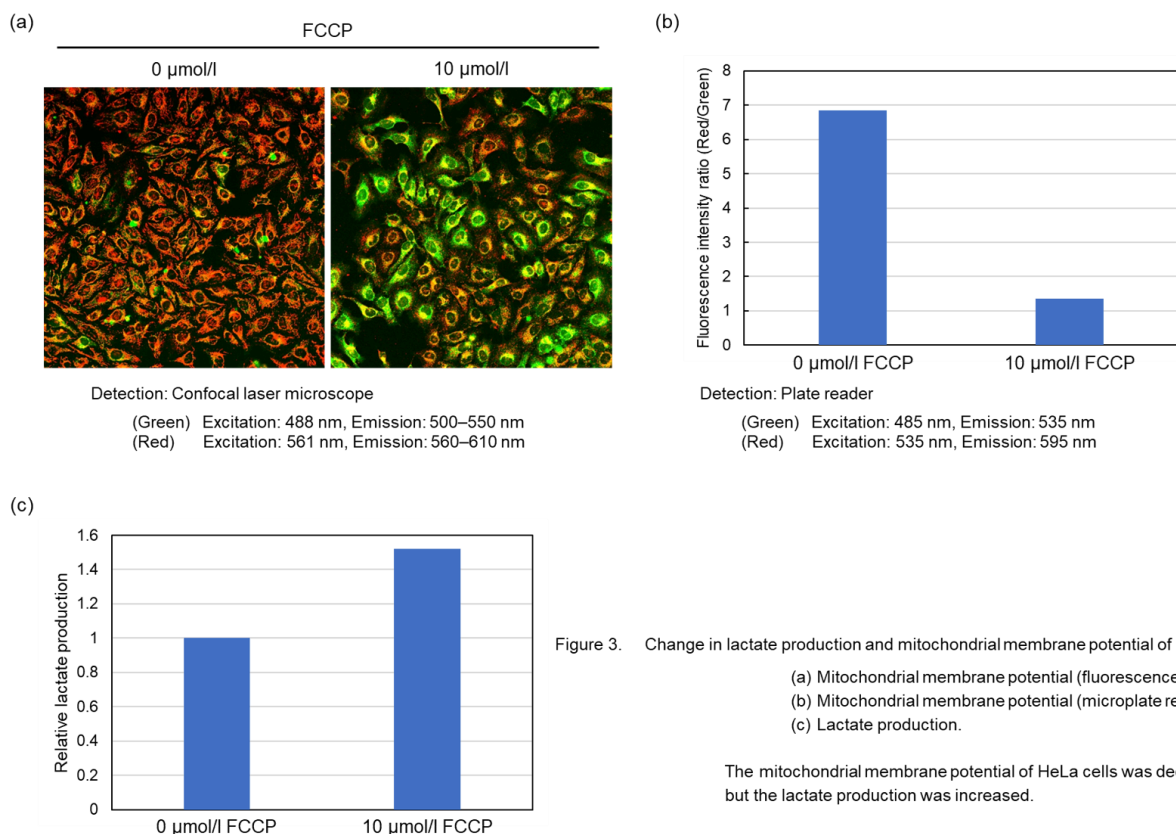 (a)
FCCP
0 μmol/l
10 μmol/l
Detection: Confocal laser microscope
(Green) Excitation: 488 nm, Emission: 500–550 nm
(Red) Excitation: 561 nm, Emission: 560–610 nm
(b)
Fluorescence intensity ratio (Red/Green)
8
7
6
5
4
3
2
1
0
0 μmol/l FCCP
10 μmol/l FCCP
Detection: Plate reader
(Green) Excitation: 485 nm, Emission: 535 nm
(Red) Excitation: 535 nm, Emission: 595 nm
(c)
Relative lactate production
1.6
1.4
1.2
1
0.8
0.6
0.4
0.2
0
0 μmol/l FCCP
10 μmol/l FCCP
Figure 3. Change in lactate production and mitochondrial membrane potential of
(a) Mitochondrial membrane potential (fluorescence
(b) Mitochondrial membrane potential (microplate
(c) Lactate production.
The mitochondrial membrane potential of HeLa cells was
but the lactate production was increased.